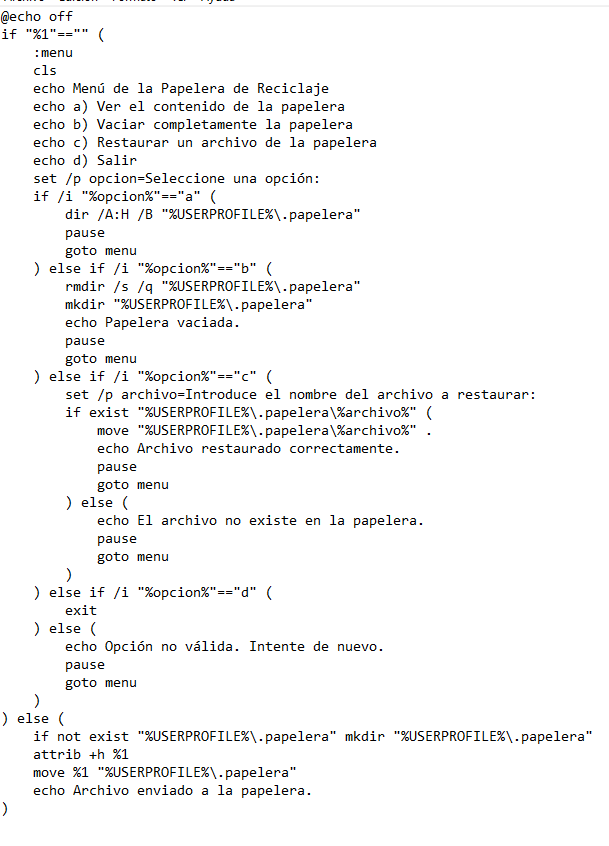 @echo off
if "%1"=="" (
    :menu
    cls
    echo Menú de la Papelera de Reciclaje
    echo a) Ver el contenido de la papelera
    echo b) Vaciar completamente la papelera
    echo c) Restaurar un archivo de la papelera
    echo d) Salir
    set /p opcion=Seleccione una opción:
    if /i "%opcion%"=="a" (
        dir /A:H /B "%USERPROFILE%\.papelera"
        pause
        goto menu
    ) else if /i "%opcion%"=="b" (
        rmdir /s /q "%USERPROFILE%\.papelera"
        mkdir "%USERPROFILE%\.papelera"
        echo Papelera vaciada.
        pause
        goto menu
    ) else if /i "%opcion%"=="c" (
        set /p archivo=Introduce el nombre del archivo a restaurar:
        if exist "%USERPROFILE%\.papelera\%archivo%" (
            move "%USERPROFILE%\.papelera\%archivo%" .
            echo Archivo restaurado correctamente.
            pause
            goto menu
        ) else (
            echo El archivo no existe en la papelera.
            pause
            goto menu
        )
    ) else if /i "%opcion%"=="d" (
        exit
    ) else (
        echo Opción no válida. Intente de nuevo.
        pause
        goto menu
    )
) else (
    if not exist "%USERPROFILE%\.papelera" mkdir "%USERPROFILE%\.papelera"
    attrib +h %1
    move %1 "%USERPROFILE%\.papelera"
    echo Archivo enviado a la papelera.
)